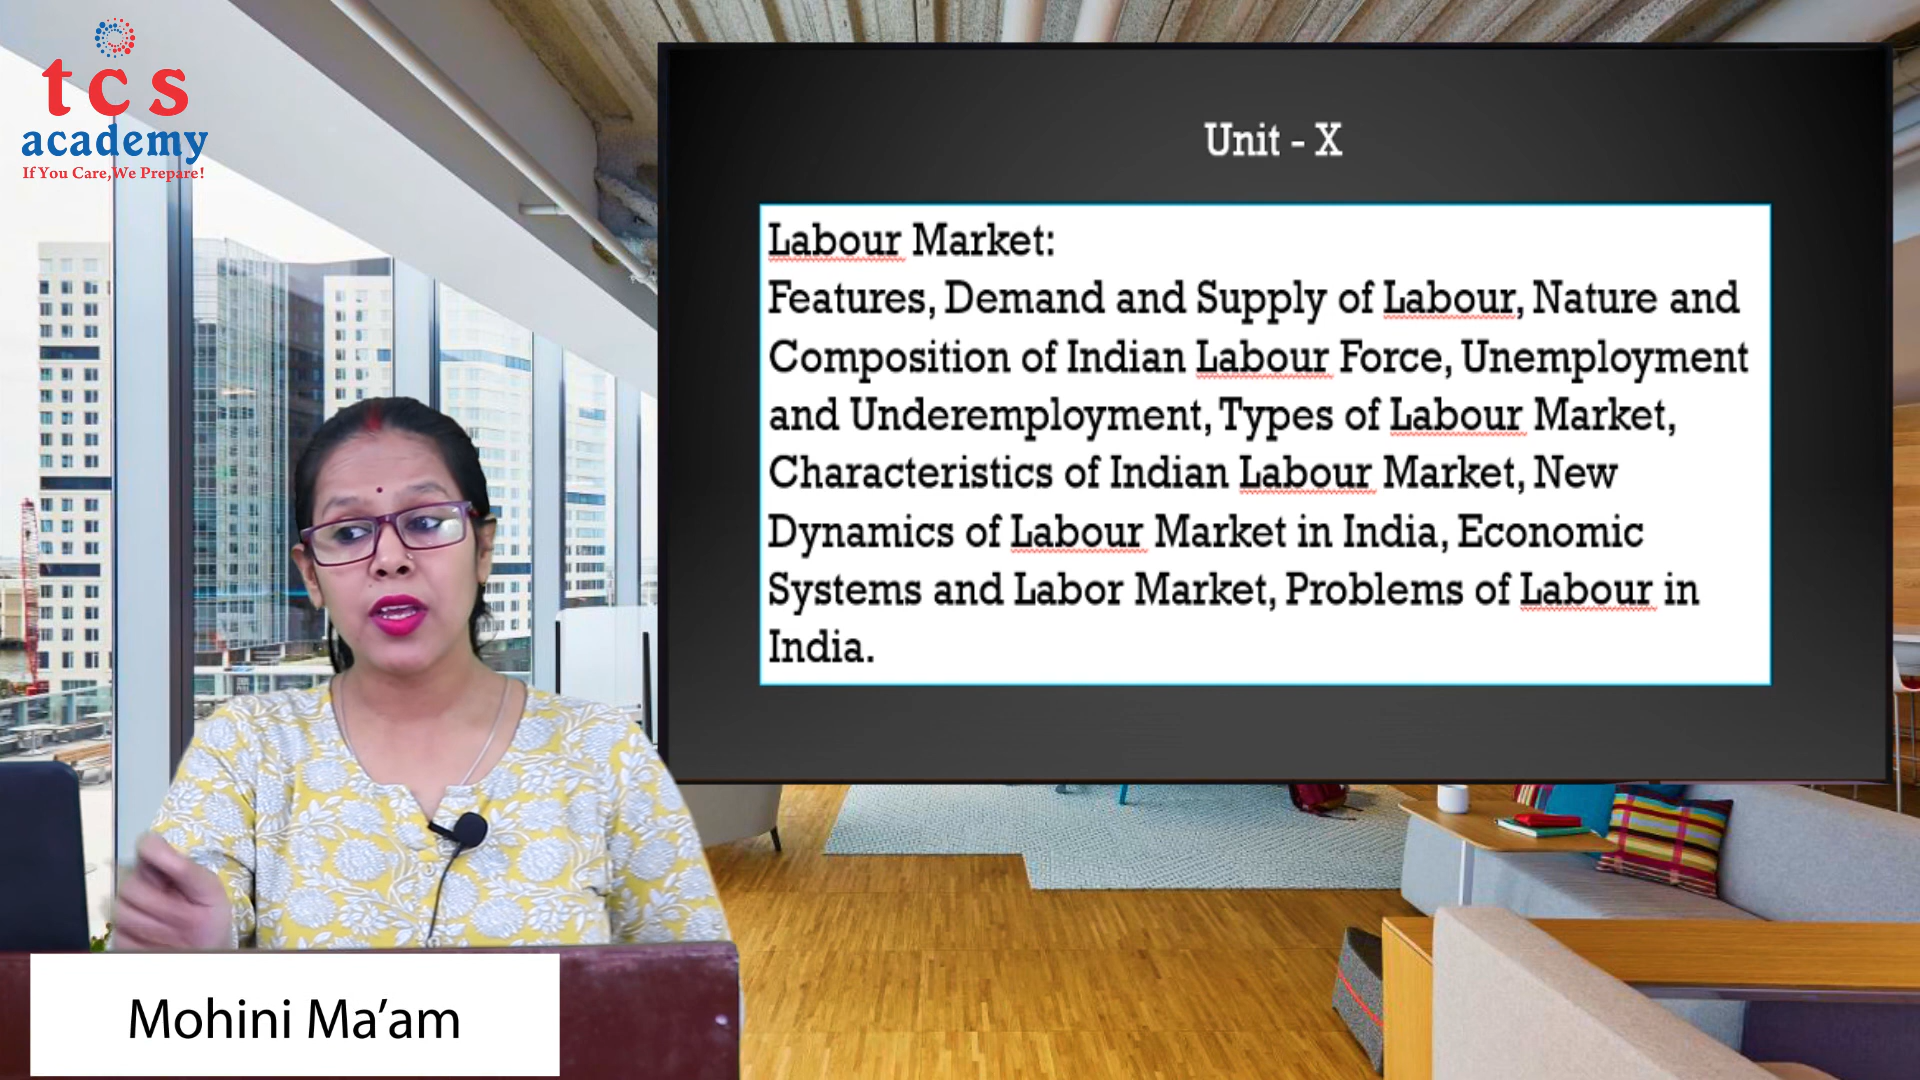 tcs
academy
If You Care,We Prepare!
Unit - X
Labour Market:
Features, Demand and Supply of Labour, Nature and
Composition of Indian Labour Force, Unemployment
and Underemployment, Types of Labour Market,
Characteristics of Indian Labour Market, New
Dynamics of Labour Market in India, Economic
Systems and Labor Market, Problems of Labour in
India.
Mohini Ma’am